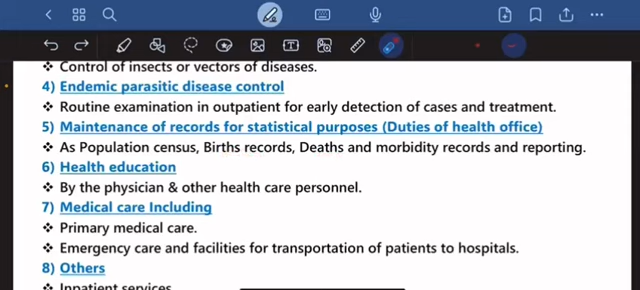 ❖ Control of insects or vectors of diseases.
4) Endemic parasitic disease control
❖ Routine examination in outpatient for early detection of cases and treatment.
5) Maintenance of records for statistical purposes (Duties of health office)
❖ As Population census, Births records, Deaths and morbidity records and reporting.
6) Health education
❖ By the physician & other health care personnel.
7) Medical care Including
❖ Primary medical care.
❖ Emergency care and facilities for transportation of patients to hospitals.
8) Others
❖ Inpatient services